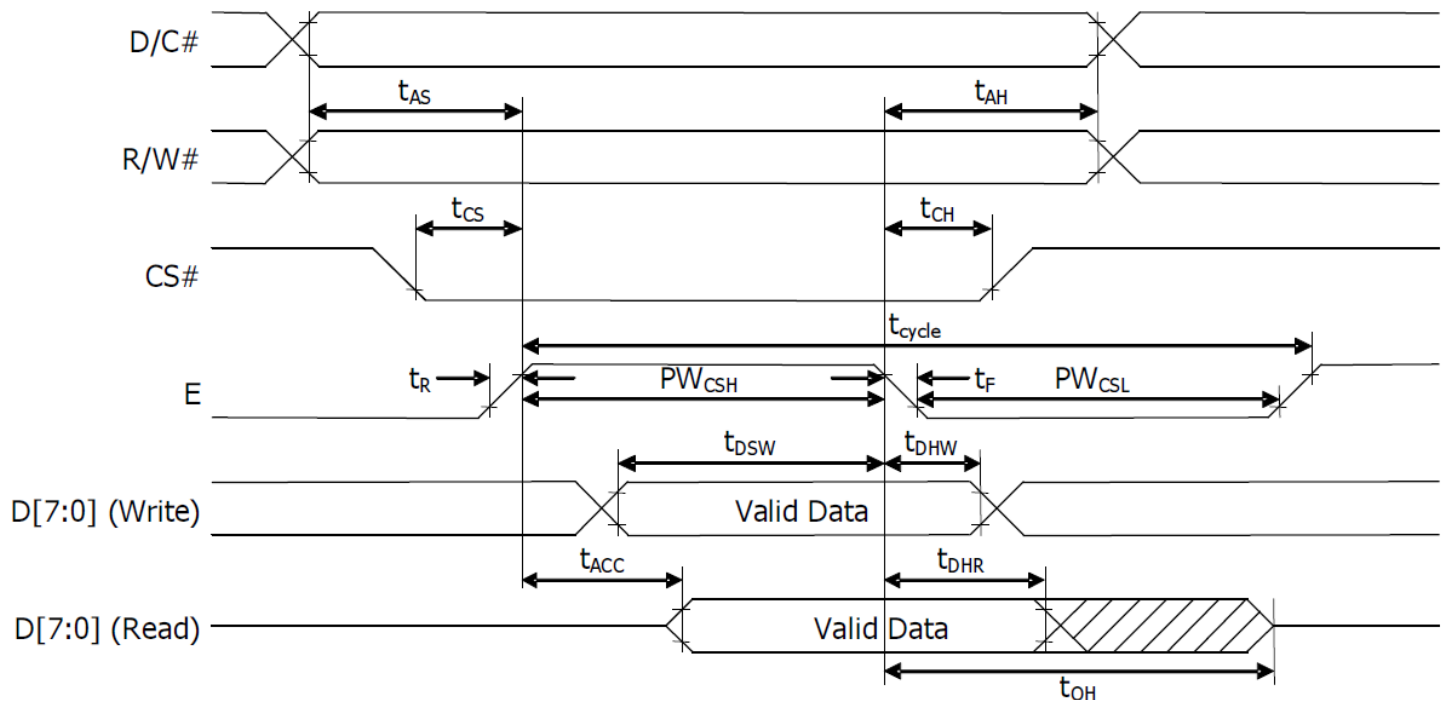 D/C#
tAS
tAH
R/W#
tCS
tCH
CS#
tcycle
tR
PWCSH
tF
PWCSL
E
tDSW
tDHW
D[7:0] (Write)
Valid Data
tACC
tDHR
D[7:0] (Read)
Valid Data
tOH